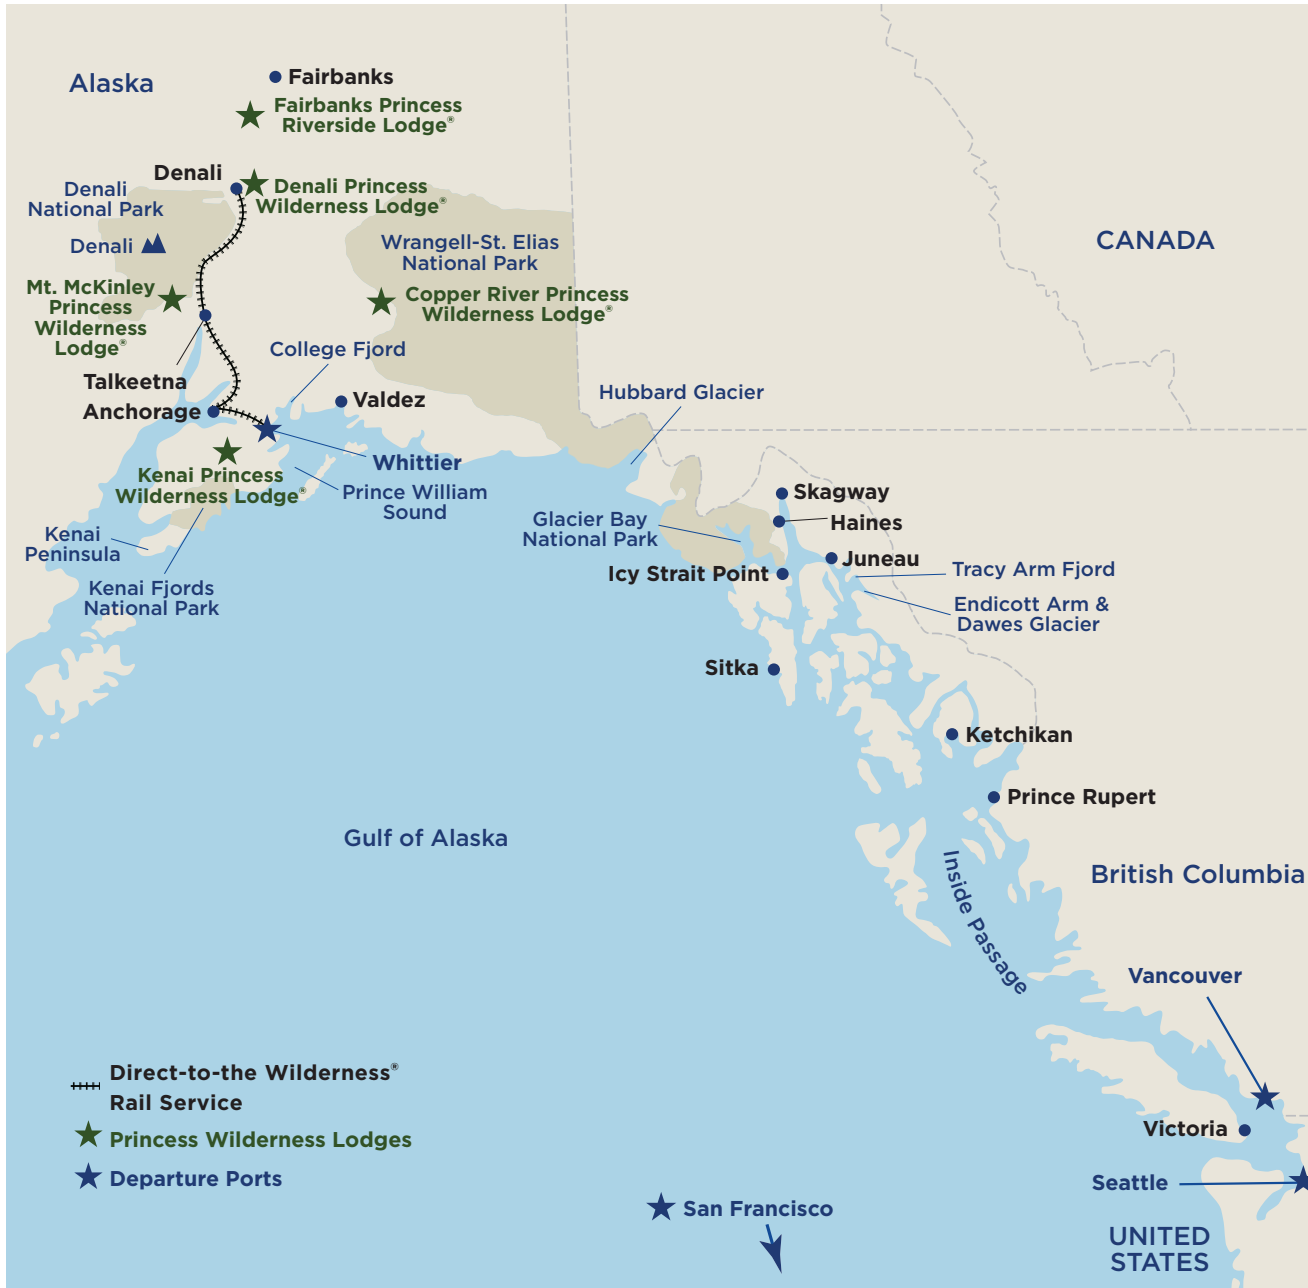 Alaska
Fairbanks
Fairbanks Princess
Riverside Lodge®
Denali
Denali Princess
Wilderness Lodge®
Denali
National Park
Denali
Wrangell-St. Elias
National Park
CANADA
Mt. McKinley
Princess
Wilderness
Lodge®
Copper River Princess
Wilderness Lodge®
College Fjord
Talkeetna
Anchorage
Valdez
Hubbard Glacier
Whittier
Kenai Princess
Wilderness Lodge®
Prince William
Sound
Skagway
Haines
Glacier Bay
National Park
Kenai
Peninsula
Juneau
Icy Strait Point
Tracy Arm Fjord
Kenai Fjords
National Park
Endicott Arm &
Dawes Glacier
Sitka
Ketchikan
Prince Rupert
Gulf of Alaska
Inside Passage
British Columbia
Vancouver
Direct-to-the Wilderness®
Rail Service
Princess Wilderness Lodges
Departure Ports
Victoria
Seattle
San Francisco
UNITED
STATES